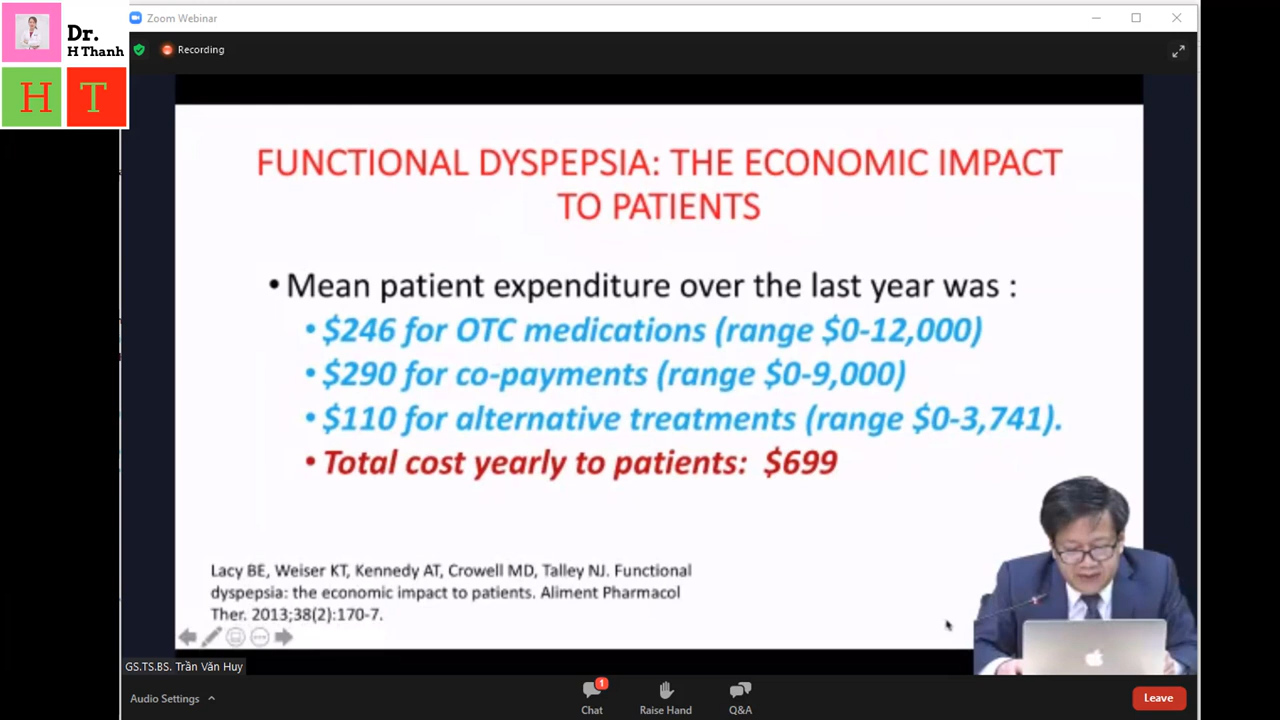 Dr.
H Thanh
H T
Zoom Webinar
Recording
FUNCTIONAL DYSPEPSIA: THE ECONOMIC IMPACT
TO PATIENTS
• Mean patient expenditure over the last year was :
• $246 for OTC medications (range $0-12,000)
• $290 for co-payments (range $0-9,000)
• $110 for alternative treatments (range $0-3,741).
• Total cost yearly to patients: $699
Lacy BE, Weiser KT, Kennedy AT, Crowell MD, Talley NJ. Functional
dyspepsia: the economic impact to patients. Aliment Pharmacol
Ther. 2013;38(2):170-7.
GS.TS.BS. Trần Văn Huy
Audio Settings
1
Chat
Raise Hand
Q&A
Leave